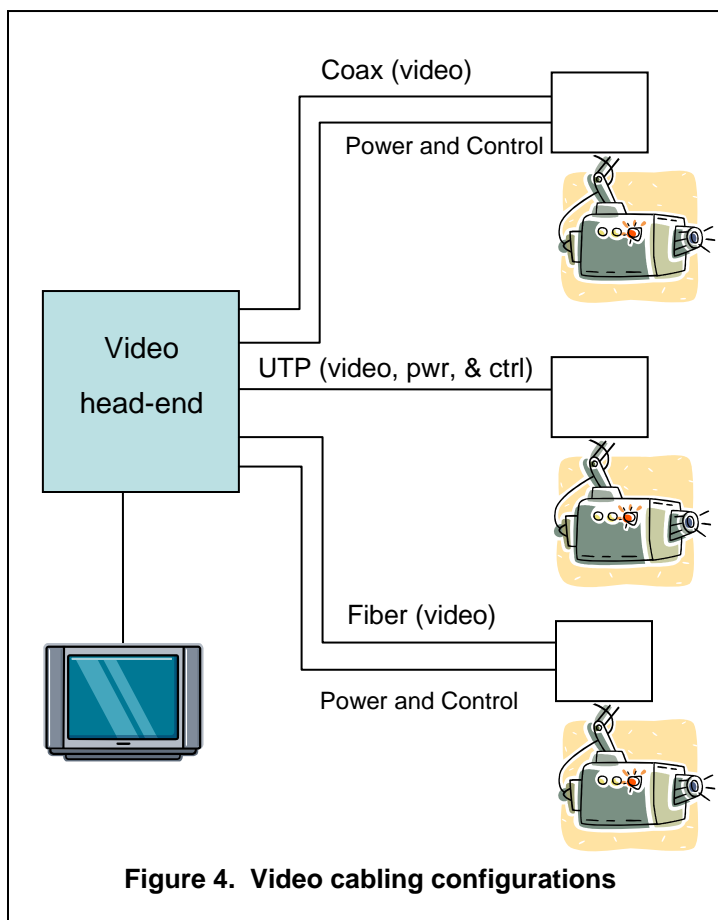 Coax (video)
Power and Control
Video
head-end
UTP (video, pwr, & ctrl)
Fiber (video)
Power and Control
Figure 4. Video cabling configurations